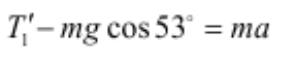 T₁′ – mg cos 53° = ma